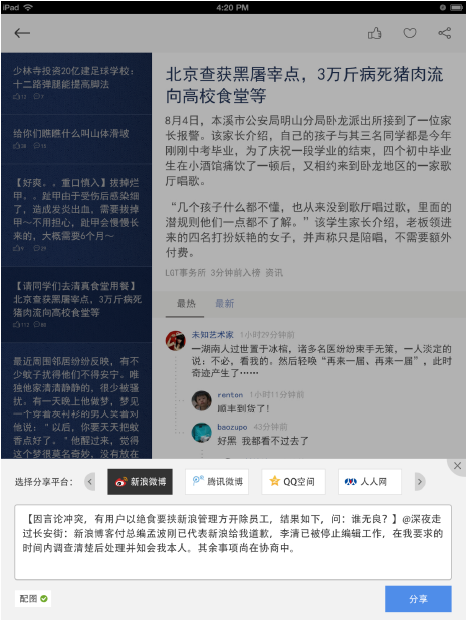 iPad
4:20 PM
少林寺投资20亿建足球学校：
十二路弹腿能提高脚法
给你们瞧瞧什么叫山体滑坡
【好爽。。重口慎入】拔掉烂
甲。。趾甲由于受伤后感染细
了，造成发炎出血，需要拔掉
甲～不用担心，趾甲会慢慢长
来的，大概需要6个月～
【请同学们去清真食堂用餐】
北京查获黑屠宰点，3万斤病死
猪肉流向高校食堂等
最近周围邻居纷纷反映，有不
少蚊子扰得他们不得安宁。唯
独他家清清静静的，很少被骚
扰。有一天晚上他做梦，梦见
一个穿着灰衬衫的男人笑着对
他说：＂以后，你要天天把蚊
香点好了。＂他醒过来，觉得
这个梦很莫名奇妙，没有放在
北京查获黑屠宰点，3万斤病死猪肉流
向高校食堂等
8月4日，本溪市公安局明山分局卧龙派出所接到了一位家
长报警。该家长介绍，自己的孩子与其三名同学都是今年
刚刚中考毕业，为了庆祝一段学业的结束，四个初中毕业
生在小酒馆痛饮了一顿后，又相约来到卧龙地区的一家歌
厅唱歌。
“几个孩子什么都不懂，也从来没到歌厅唱过歌，里面的
潜规则他们一点都不了解。”该学生家长介绍，老板领进
来的四名打扮妖艳的女子，并声称只是陪唱，不需要额外
付费。
LGT事务所 3分钟前入榜 资讯
最热
最新
未知艺术家 1小时29分钟前
一湖南人过世置于冰棺，诸多名医纷纷束手无策，一人淡定的
说：不必，看我的。然后轻唤“再来一届、再来一届”，此时
奇迹产生了……
renton 1小时11分钟前
顺丰到货了！
baozupo 43分钟前
好黑 我都看不过去了
选择分享平台：
新浪微博
腾讯微博
QQ空间
人人网
【因言论冲突，有用户以绝食要挟新浪管理方开除员工，结果如下，问：谁无良？】@深夜走
过长安街：新浪博客付总编孟波刚已代表新浪给我道歉，李清已被停止编辑工作，在我要求的
时间内调查清楚后处理并知会我本人。其余事项尚在协商中。
配图
分享